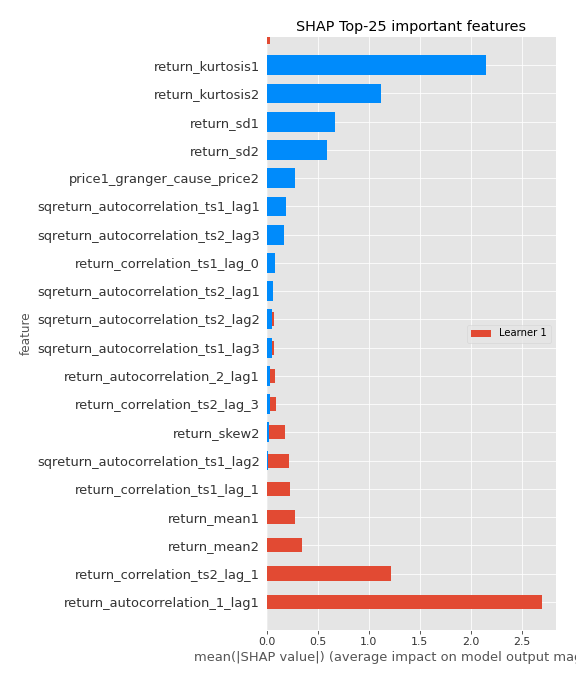 SHAP Top-25 important features
return_kurtosis1
return_kurtosis2
return_sd1
return_sd2
price1_granger_cause_price2
sqreturn_autocorrelation_ts1_lag1
sqreturn_autocorrelation_ts2_lag3
return_correlation_ts1_lag_0
sqreturn_autocorrelation_ts2_lag1
sqreturn_autocorrelation_ts2_lag2
sqreturn_autocorrelation_ts1_lag3
return_autocorrelation_2_lag1
return_correlation_ts2_lag_3
return_skew2
sqreturn_autocorrelation_ts1_lag2
return_correlation_ts1_lag_1
return_mean1
return_mean2
return_correlation_ts2_lag_1
return_autocorrelation_1_lag1
feature
Learner 1
0.0 0.5 1.0 1.5 2.0 2.5
mean(|SHAP value|) (average impact on model output mag